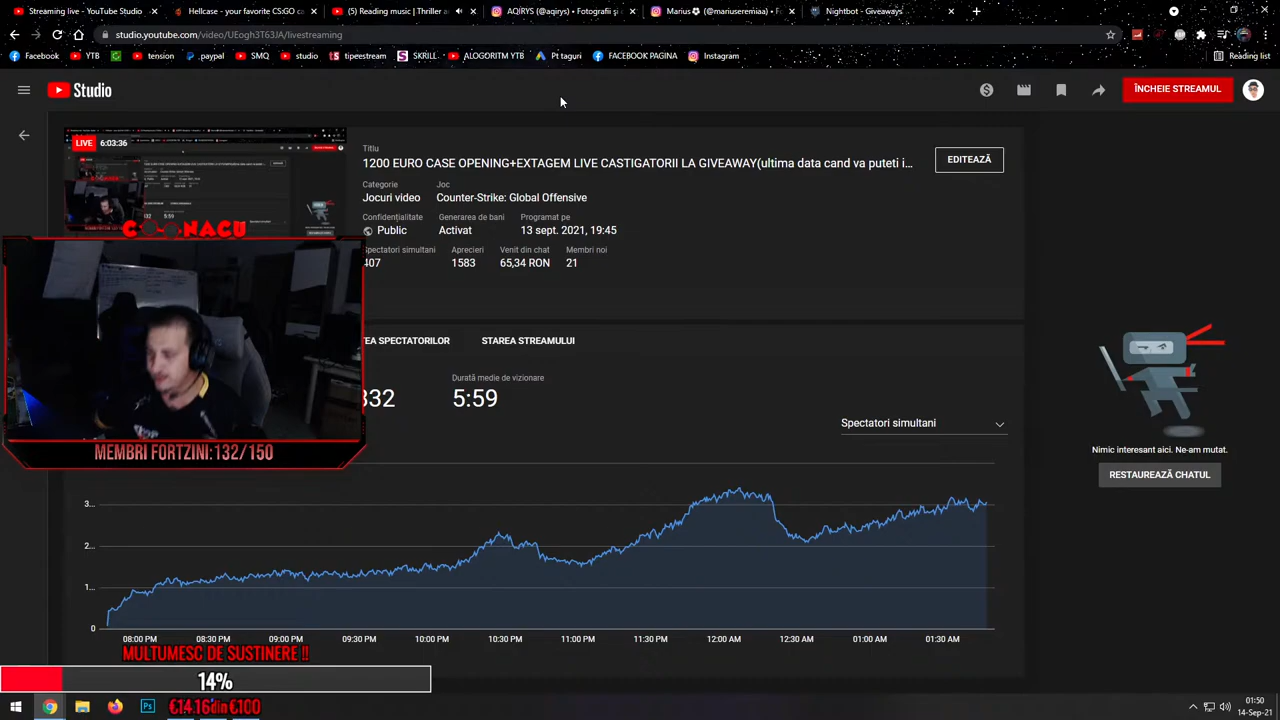 Streaming live - YouTube Studio
Hellcase - your favorite CS:GO c
(5) Reading music | Thriller ar
AQIRYS (@aqirys) • Fotografii și
Marius (@mariuseremiaa) •
Nightbot - Giveaways
studio.youtube.com/video/UEogh3T63JA/livestreaming
Facebook
YTB
tension
.paypal
SMQ
studio
tipeestream
SKRILL
ALOGORITM YTB
Pt taguri
FACEBOOK PAGINA
Instagram
Reading list
Studio
ÎNCHEIE STREAMUL
LIVE 6:03:36
Titlu
1200 EURO CASE OPENING+EXTAGEM LIVE CASTIGATORII LA GIVEAWAY(ultima data cand va puteti i...
EDITEAZĂ
Categorie
Joc
Jocuri video
Counter-Strike: Global Offensive
Confidențialitate
Generarea de bani
Programat pe
Public
Activat
13 sept. 2021, 19:45
Spectatori simultani
Aprecieri
Venit din chat
Membri noi
407
1583
65,34 RON
21
TEA SPECTATORILOR
STAREA STREAMULUI
Durată medie de vizionare
332
5:59
Spectatori simultani
MEMBRI FORTZINI:132/150
Nimic interesant aici. Ne-am mutat.
RESTAUREAZĂ CHATUL
3...
2...
1...
0
08:00 PM
08:30 PM
09:00 PM
09:30 PM
10:00 PM
10:30 PM
11:00 PM
11:30 PM
12:00 AM
12:30 AM
01:00 AM
01:30 AM
MULTUMESC DE SUSTINERE !!
14%
€14.16din€100
01:50
14-Sep-21